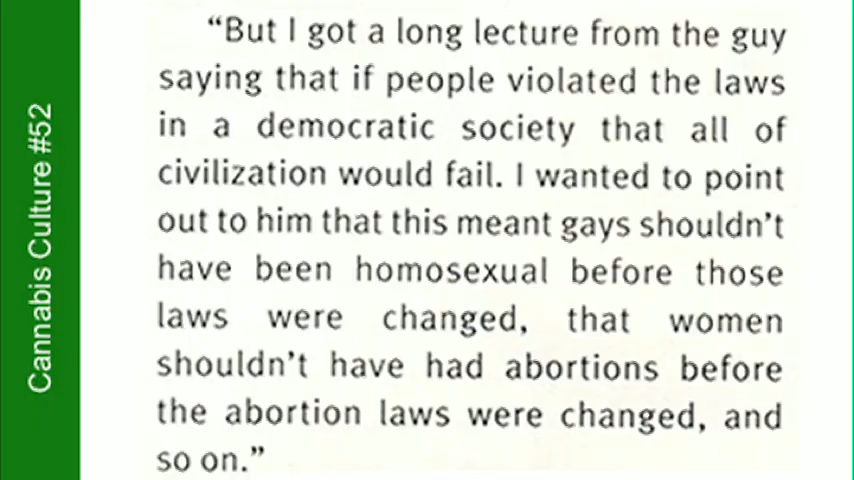 Cannabis Culture #52
“But I got a long lecture from the guy
saying that if people violated the laws
in a democratic society that all of
civilization would fail. I wanted to point
out to him that this meant gays shouldn’t
have been homosexual before those
laws were changed, that women
shouldn’t have had abortions before
the abortion laws were changed, and
so on.”